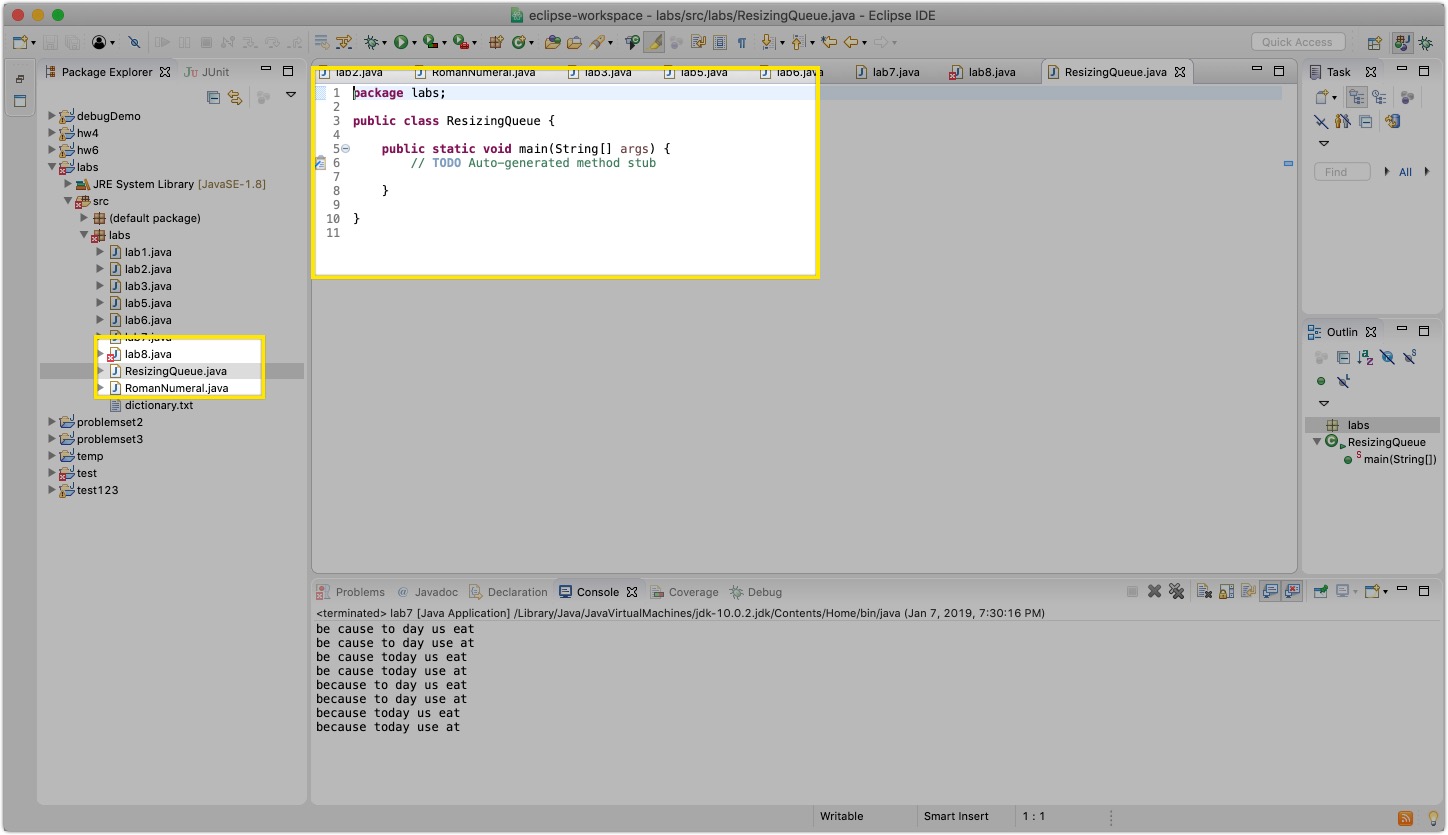 eclipse-workspace - labs/src/labs/ResizingQueue.java - Eclipse IDE
Quick Access
Package Explorer
JUnit
debugDemo
hw4
hw6
labs
JRE System Library [JavaSE-1.8]
src
(default package)
labs
lab1.java
lab2.java
lab3.java
lab5.java
lab6.java
lab7.java
lab8.java
ResizingQueue.java
RomanNumeral.java
dictionary.txt
problemset2
problemset3
temp
test
test123
lab2.java
RomanNumeral.java
lab3.java
lab5.java
lab6.java
lab7.java
lab8.java
ResizingQueue.java
1 package labs;
2
3 public class ResizingQueue {
4
5 public static void main(String[] args) {
6 // TODO Auto-generated method stub
7
8 }
9
10 }
11
Task
Find
All
Outlin
labs
ResizingQueue
S main(String[])
Problems
@ Javadoc
Declaration
Console
Coverage
Debug
<terminated> lab7 [Java Application] /Library/Java/JavaVirtualMachines/jdk-10.0.2.jdk/Contents/Home/bin/java (Jan 7, 2019, 7:30:16 PM)
be cause to day us eat
be cause to day use at
be cause today us eat
be cause today use at
because to day us eat
because to day use at
because today us eat
because today use at
Writable
Smart Insert
1 : 1